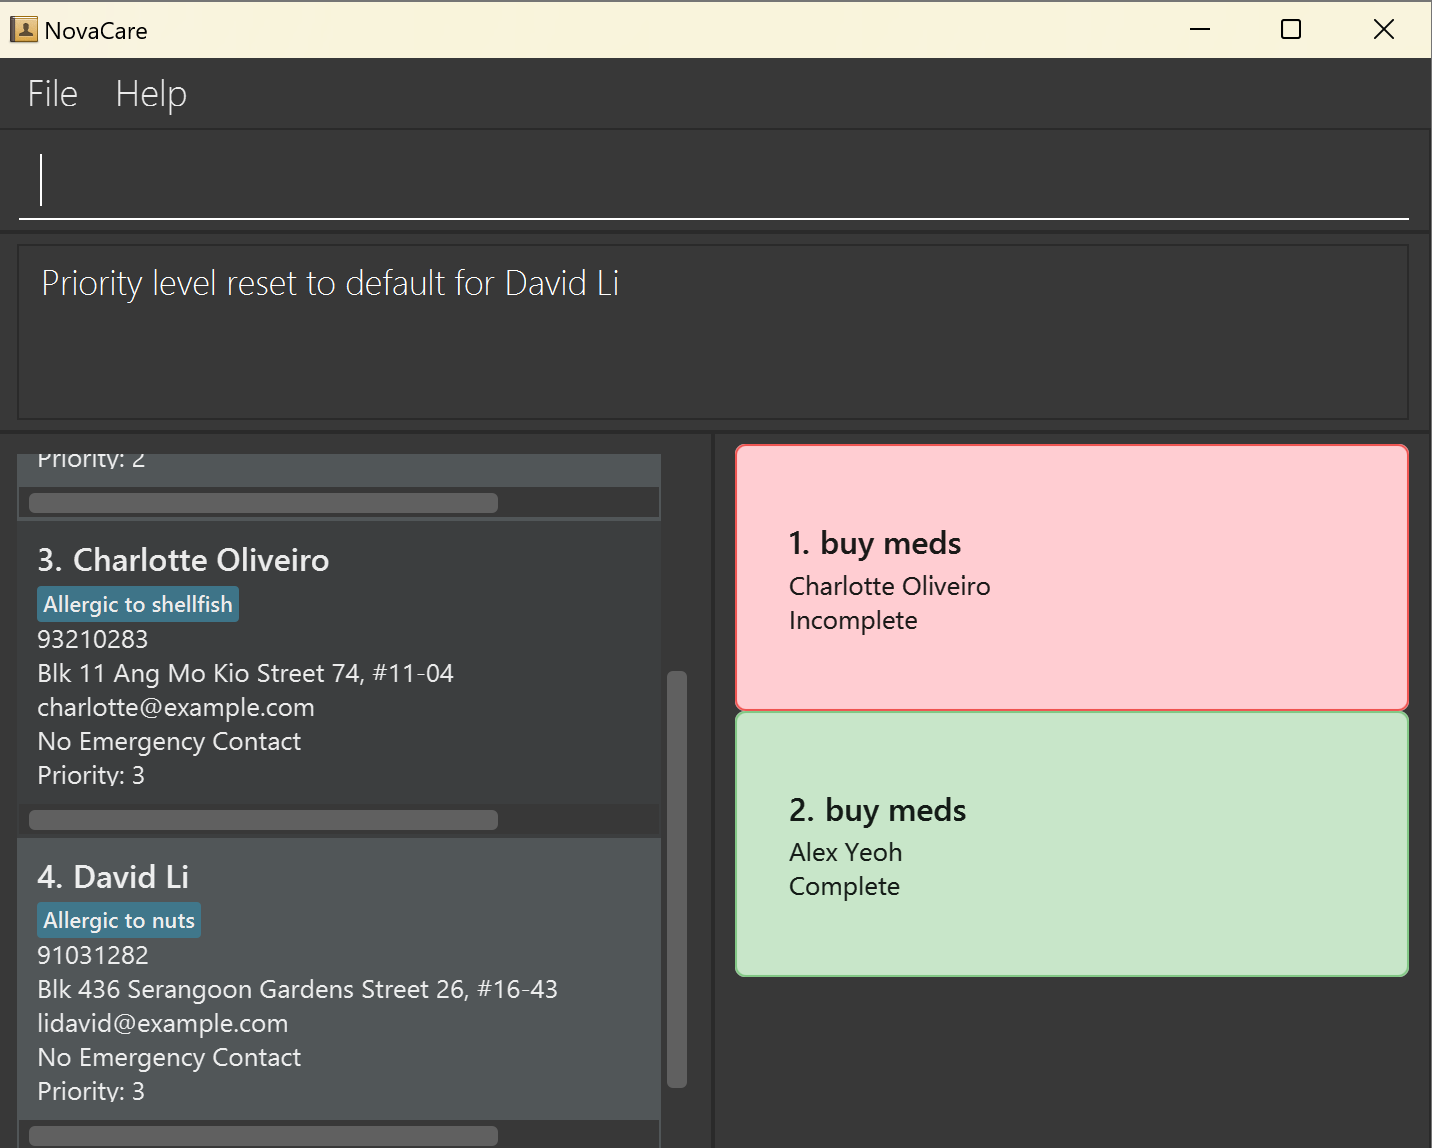 NovaCare
File Help
Priority level reset to default for David Li
Priority: 2
3. Charlotte Oliveiro
Allergic to shellfish
93210283
Blk 11 Ang Mo Kio Street 74, #11-04
charlotte@example.com
No Emergency Contact
Priority: 3
4. David Li
Allergic to nuts
91031282
Blk 436 Serangoon Gardens Street 26, #16-43
lidavid@example.com
No Emergency Contact
Priority: 3
1. buy meds
Charlotte Oliveiro
Incomplete
2. buy meds
Alex Yeoh
Complete